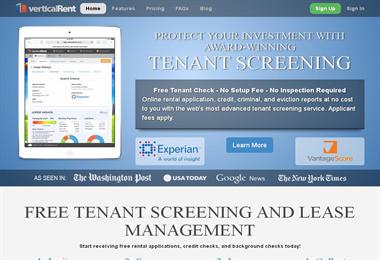 verticalRent Home Features Pricing FAQs Blog Sign Up or Sign In
PROTECT YOUR INVESTMENT WITH
AWARD-WINNING
TENANT SCREENING
Free Tenant Check - No Setup Fee - No Inspection Required
Online rental application, credit, criminal, and eviction reports at no cost
to you with the web's most advanced tenant screening service. Applicant
fees apply.
Experian
A world of insight
Learn More
VantageScore
AS SEEN IN: The Washington Post USA TODAY Google News The New York Times
FREE TENANT SCREENING AND LEASE
MANAGEMENT
Start receiving free rental applications, credit checks, and background checks today!